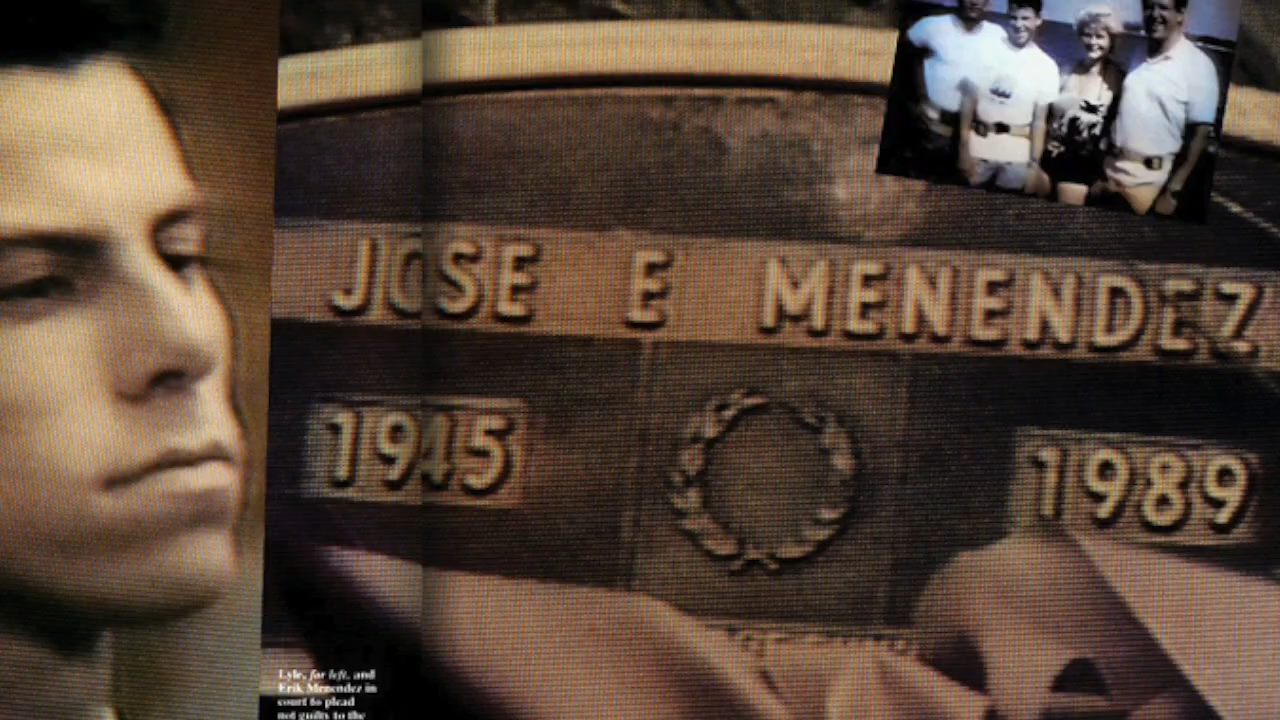 JOSE E MENENDEZ
1945
1989
Lyle, far left, and
Erik Menendez in
court to plead
not guilty to the